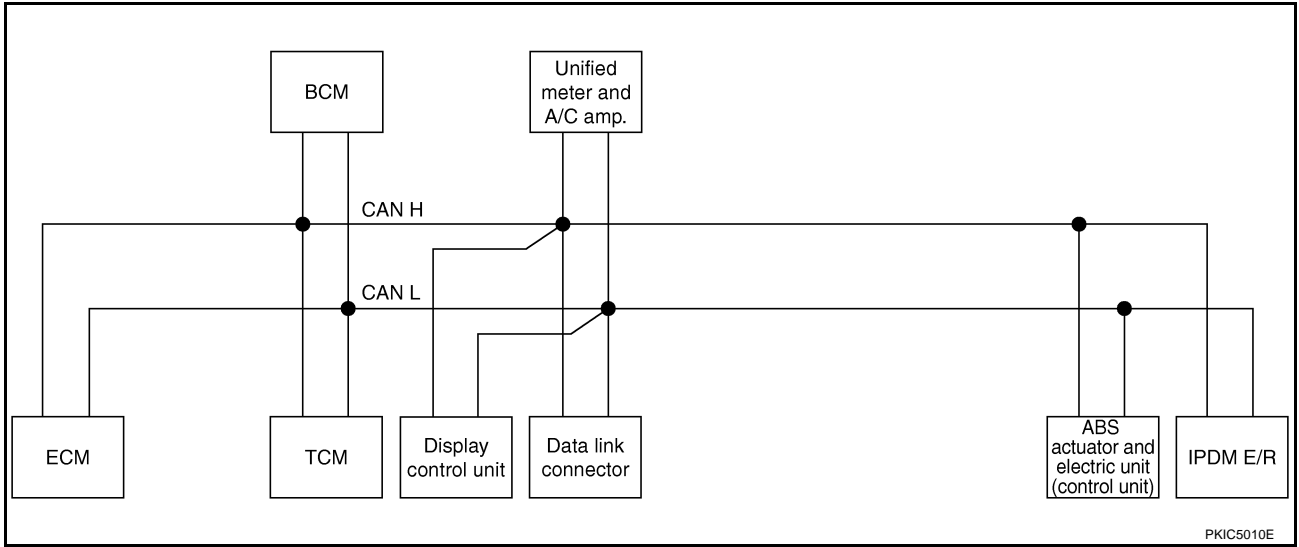 BCM
Unified
meter and
A/C amp.
CAN H
CAN L
ECM
TCM
Display
control unit
Data link
connector
ABS
actuator and
electric unit
(control unit)
IPDM E/R
PKIC5010E